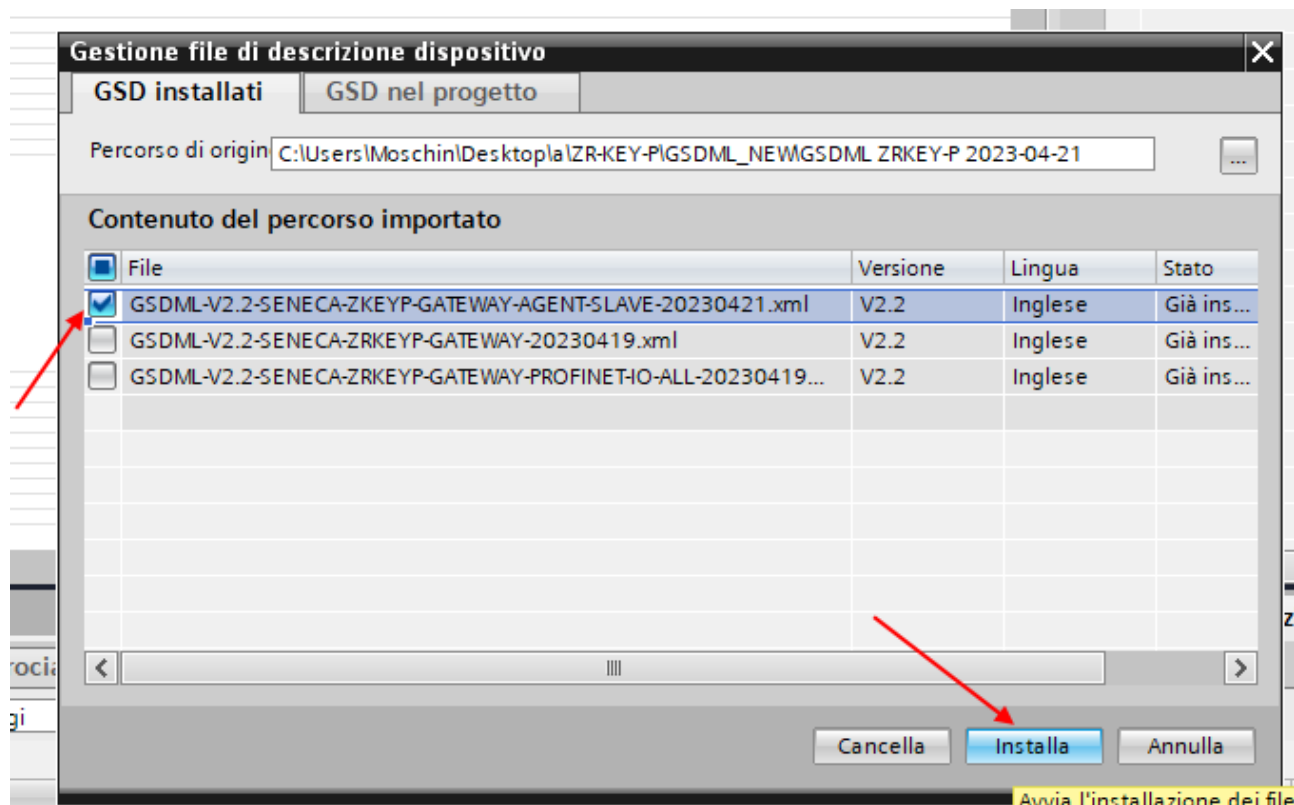 Gestione file di descrizione dispositivo
GSD installati GSD nel progetto
Percorso di origin C:\Users\Moschin\Desktop\a\ZR-KEY-P\GSDML_NEW\GSDML ZRKEY-P 2023-04-21 ...
Contenuto del percorso importato
File Versione Lingua Stato
GSDML-V2.2-SENECA-ZKEYP-GATEWAY-AGENT-SLAVE-20230421.xml V2.2 Inglese Già ins...
GSDML-V2.2-SENECA-ZRKEYP-GATEWAY-20230419.xml V2.2 Inglese Già ins...
GSDML-V2.2-SENECA-ZRKEYP-GATEWAY-PROFINET-IO-ALL-20230419... V2.2 Inglese Già ins...
Cancella Installa Annulla
Avvia l'installazione dei file